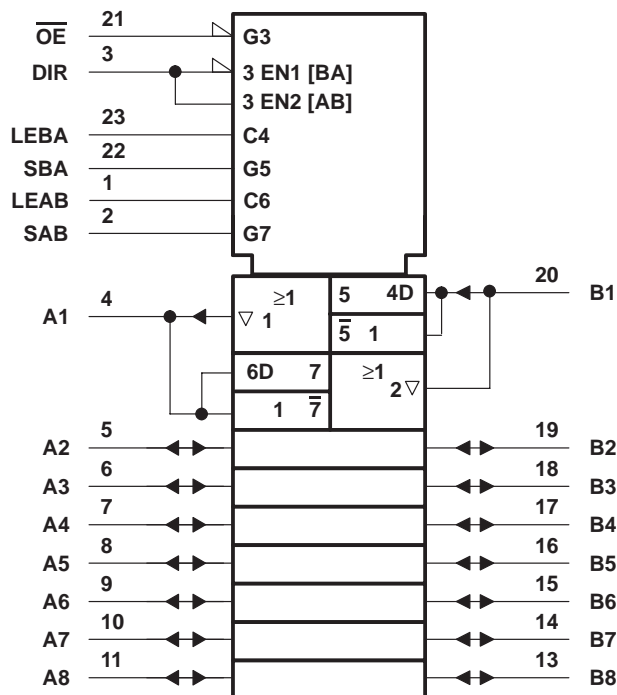 21
OE G3
3
DIR 3 EN1 [BA]
3 EN2 [AB]
23
LEBA C4
22
SBA G5
1
LEAB C6
2
SAB G7
20
4 ≥1 5 4D B1
A1 ▽ 1 5̅ 1
6D 7 ≥1
2 ▽
1 7̅
5 19
A2 B2
6 18
A3 B3
7 17
A4 B4
8 16
A5 B5
9 15
A6 B6
10 14
A7 B7
11 13
A8 B8